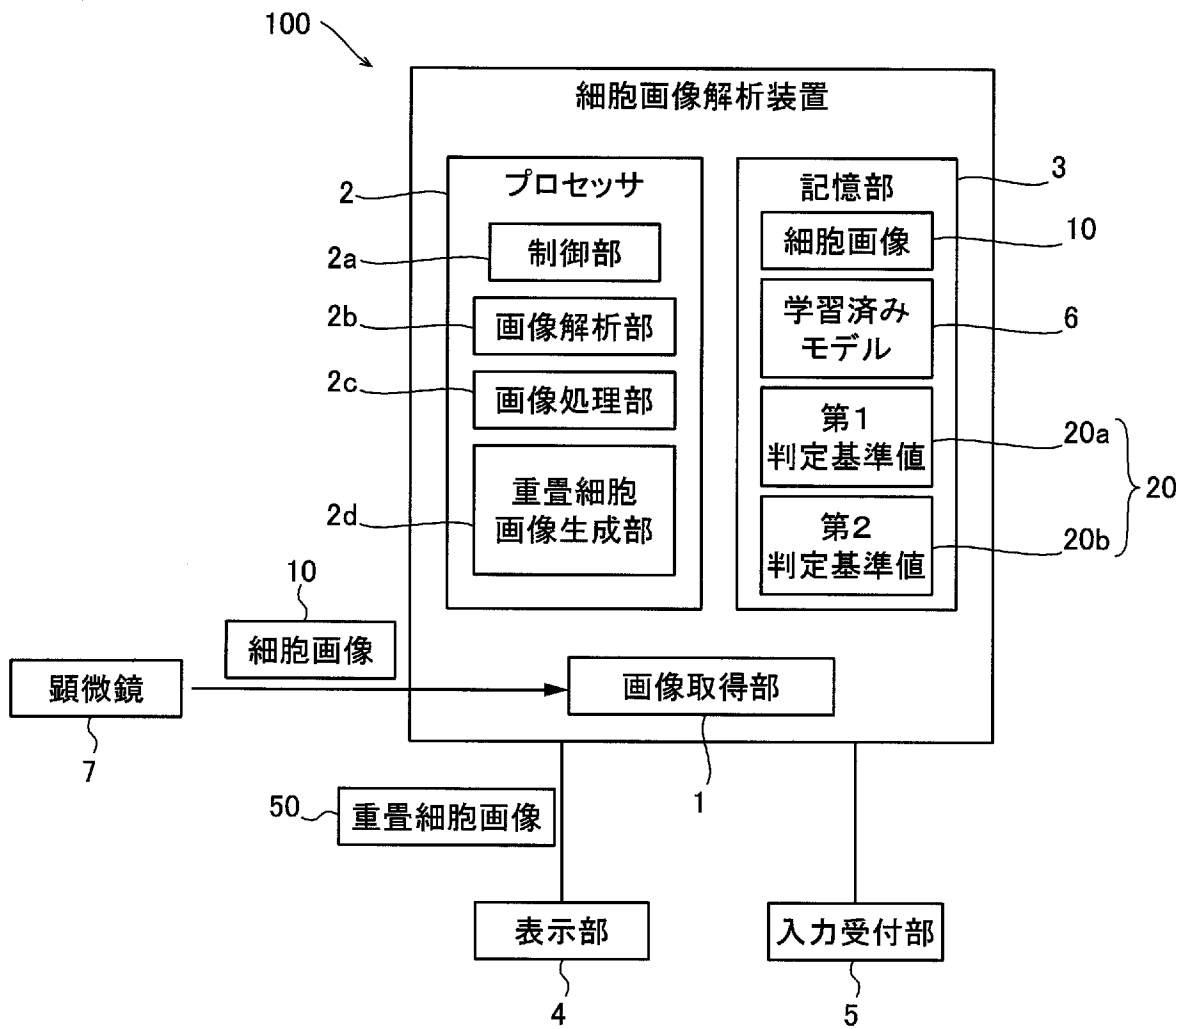 100
細胞画像解析装置
2
プロセッサ
2a
制御部
2b
画像解析部
2c
画像処理部
2d
重畳細胞
画像生成部
3
記憶部
10
細胞画像
6
学習済み
モデル
20a
第1
判定基準値
20
20b
第2
判定基準値
10
細胞画像
顕微鏡
7
画像取得部
1
50
重畳細胞画像
表示部
4
入力受付部
5